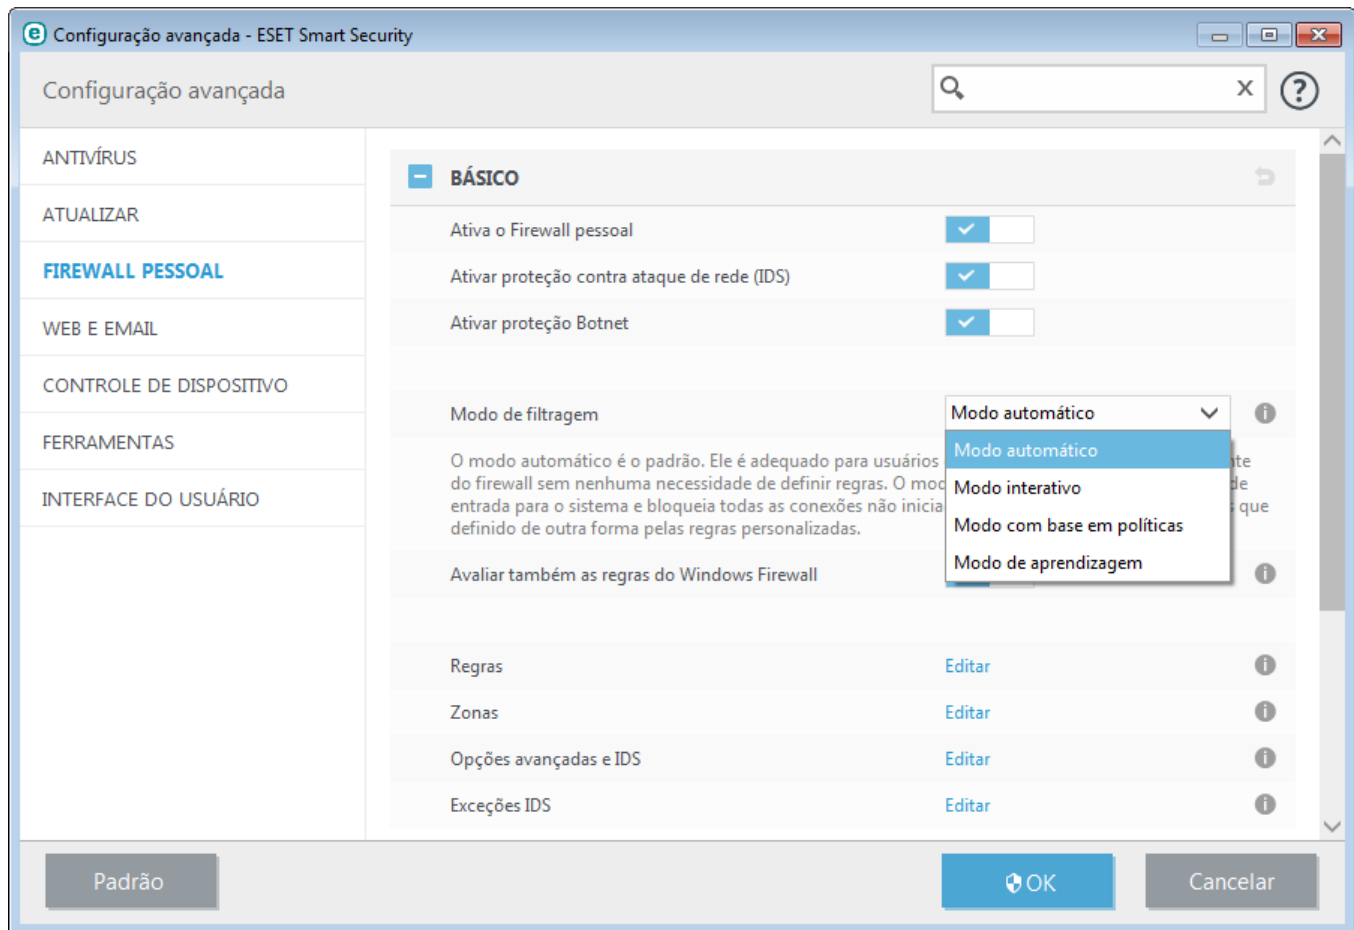 Configuração avançada - ESET Smart Security
Configuração avançada
ANTIVÍRUS
ATUALIZAR
FIREWALL PESSOAL
WEB E EMAIL
CONTROLE DE DISPOSITIVO
FERRAMENTAS
INTERFACE DO USUÁRIO
BÁSICO
Ativa o Firewall pessoal
Ativar proteção contra ataque de rede (IDS)
Ativar proteção Botnet
Modo de filtragem
Modo automático
Modo automático
Modo interativo
Modo com base em políticas
Modo de aprendizagem
O modo automático é o padrão. Ele é adequado para usuários
do firewall sem nenhuma necessidade de definir regras. O de
entrada para o sistema e bloqueia todas as conexões não que
definido de outra forma pelas regras personalizadas.
Avaliar também as regras do Windows Firewall
Regras Editar
Zonas Editar
Opções avançadas e IDS Editar
Exceções IDS Editar
Padrão
OK
Cancelar